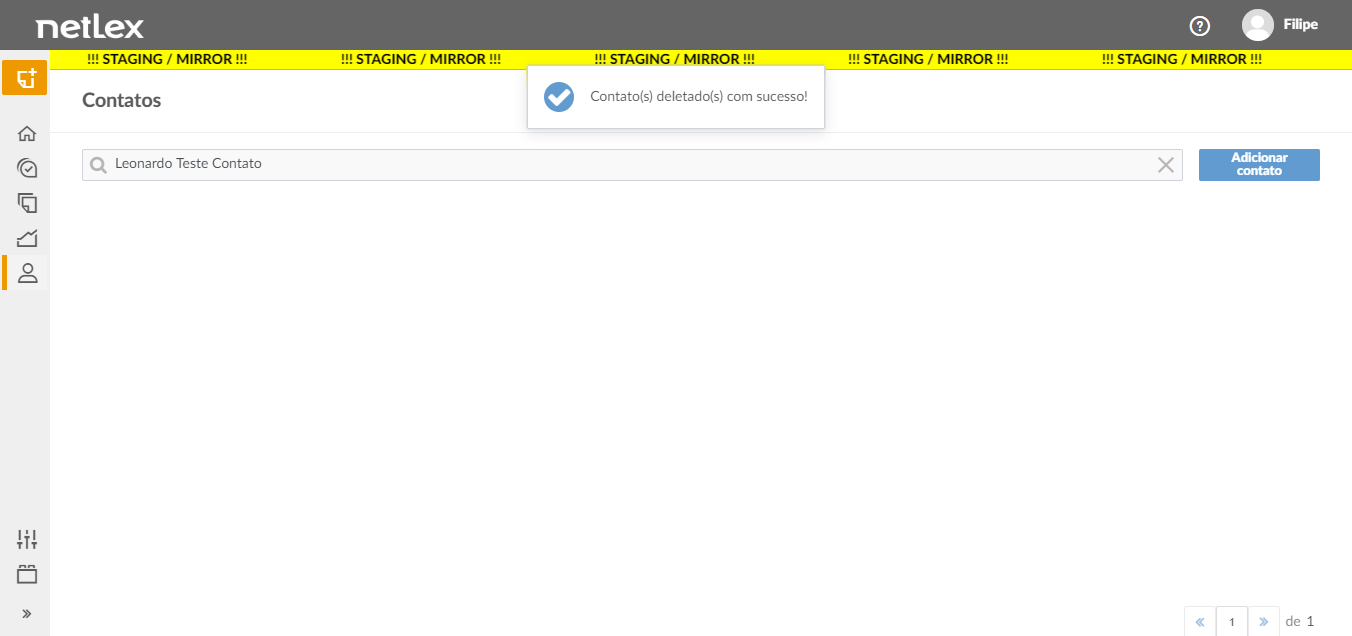 netlex
Filipe
!!! STAGING / MIRROR !!! !!! STAGING / MIRROR !!! !!! STAGING / MIRROR !!! !!! STAGING / MIRROR !!! !!! STAGING / MIRROR !!!
Contatos
Contato(s) deletado(s) com sucesso!
Leonardo Teste Contato
Adicionar
contato
« 1 » de 1
»